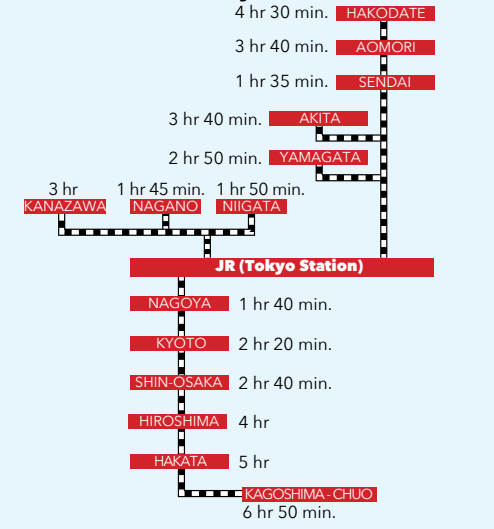 4 hr 30 min. HAKODATE
3 hr 40 min. AOMORI
1 hr 35 min. SENDAI
3 hr 40 min. AKITA
2 hr 50 min. YAMAGATA
3 hr 1 hr 45 min. 1 hr 50 min.
KANAZAWA NAGANO NIIGATA
JR (Tokyo Station)
NAGOYA 1 hr 40 min.
KYOTO 2 hr 20 min.
SHIN-OSAKA 2 hr 40 min.
HIROSHIMA 4 hr
HAKATA 5 hr
KAGOSHIMA-CHUO
6 hr 50 min.